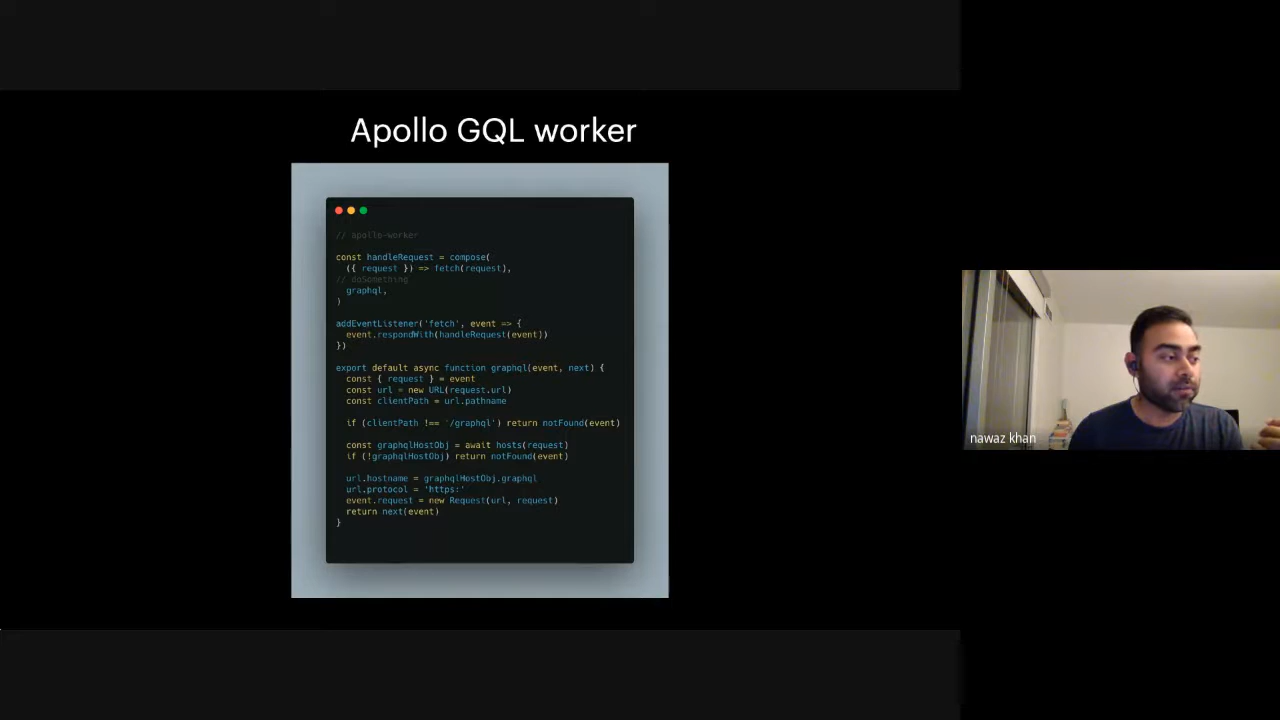 Apollo GQL worker
// apollo-worker
const handleRequest = compose(
({ request }) => fetch(request),
// doSomething
graphql,
)
addEventListener('fetch', event => {
event.respondWith(handleRequest(event))
})
export default async function graphql(event, next) {
const { request } = event
const url = new URL(request.url)
const clientPath = url.pathname
if (clientPath !== '/graphql') return notFound(event)
const graphqlHostObj = await hosts(request)
if (!graphqlHostObj) return notFound(event)
url.hostname = graphqlHostObj.graphql
url.protocol = 'https:'
event.request = new Request(url, request)
return next(event)
}
nawaz khan